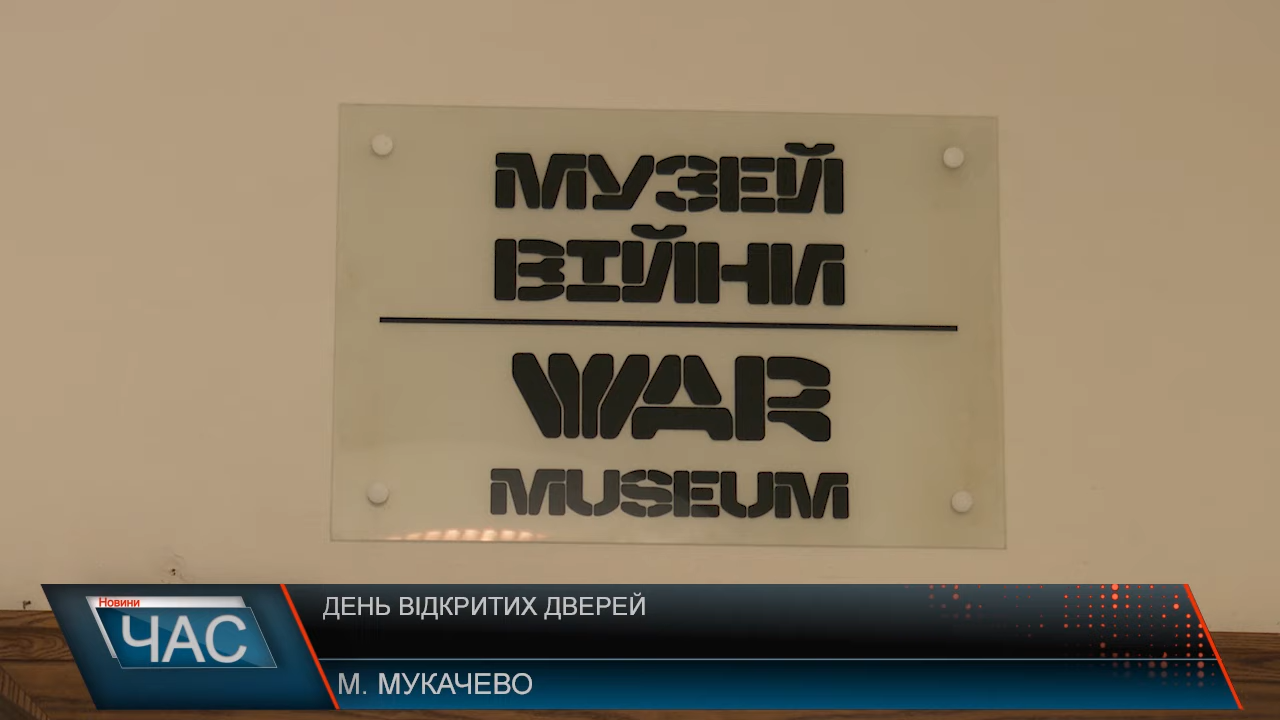 МУЗЕЙ
ВІЙНИ
WAR
MUSEUM
Новини
ЧАС
ДЕНЬ ВІДКРИТИХ ДВЕРЕЙ
М. МУКАЧЕВО